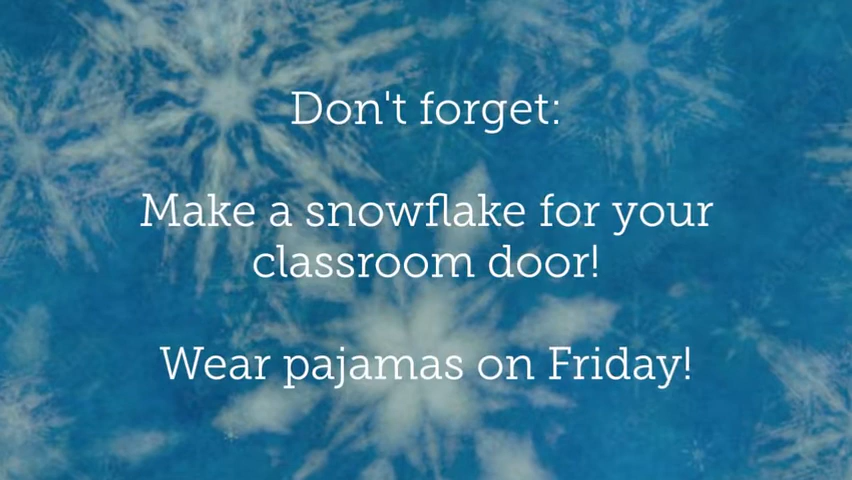 Don't forget:
Make a snowflake for your
classroom door!
Wear pajamas on Friday!